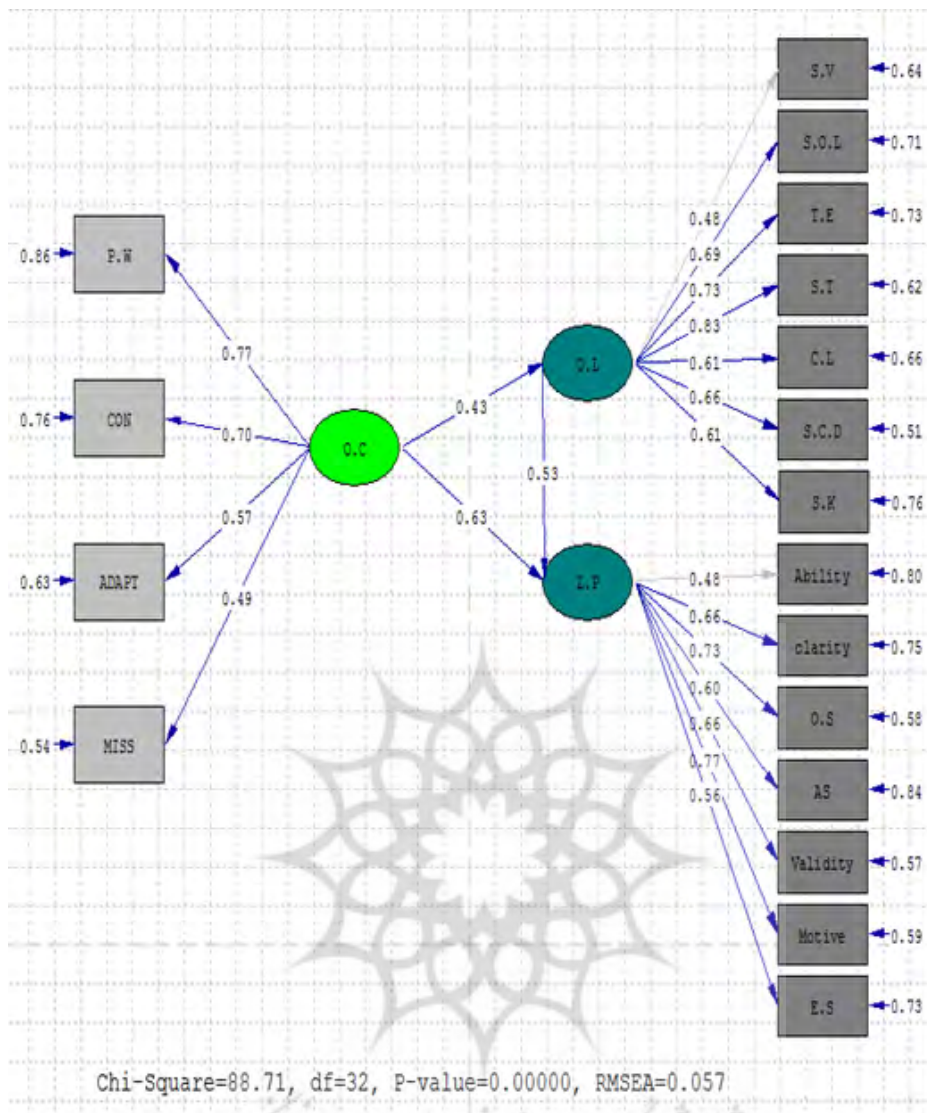 S.V
0.64
S.O.L
0.71
T.E
0.73
S.T
0.62
C.L
0.66
S.C.D
0.51
S.K
0.76
Ability
0.80
clarity
0.75
O.S
0.58
AS
0.84
Validity
0.57
Motive
0.59
E.S
0.73
0.86
P.W
0.76
CON
0.63
ADAPT
0.54
MISS
0.77
0.70
0.57
0.49
O.C
0.43
0.63
O.L
0.53
0.48
0.69
0.73
0.83
0.61
0.66
0.61
0.48
0.66
0.73
0.60
0.66
0.77
0.56
Chi-Square=88.71, df=32, P-value=0.00000, RMSEA=0.057